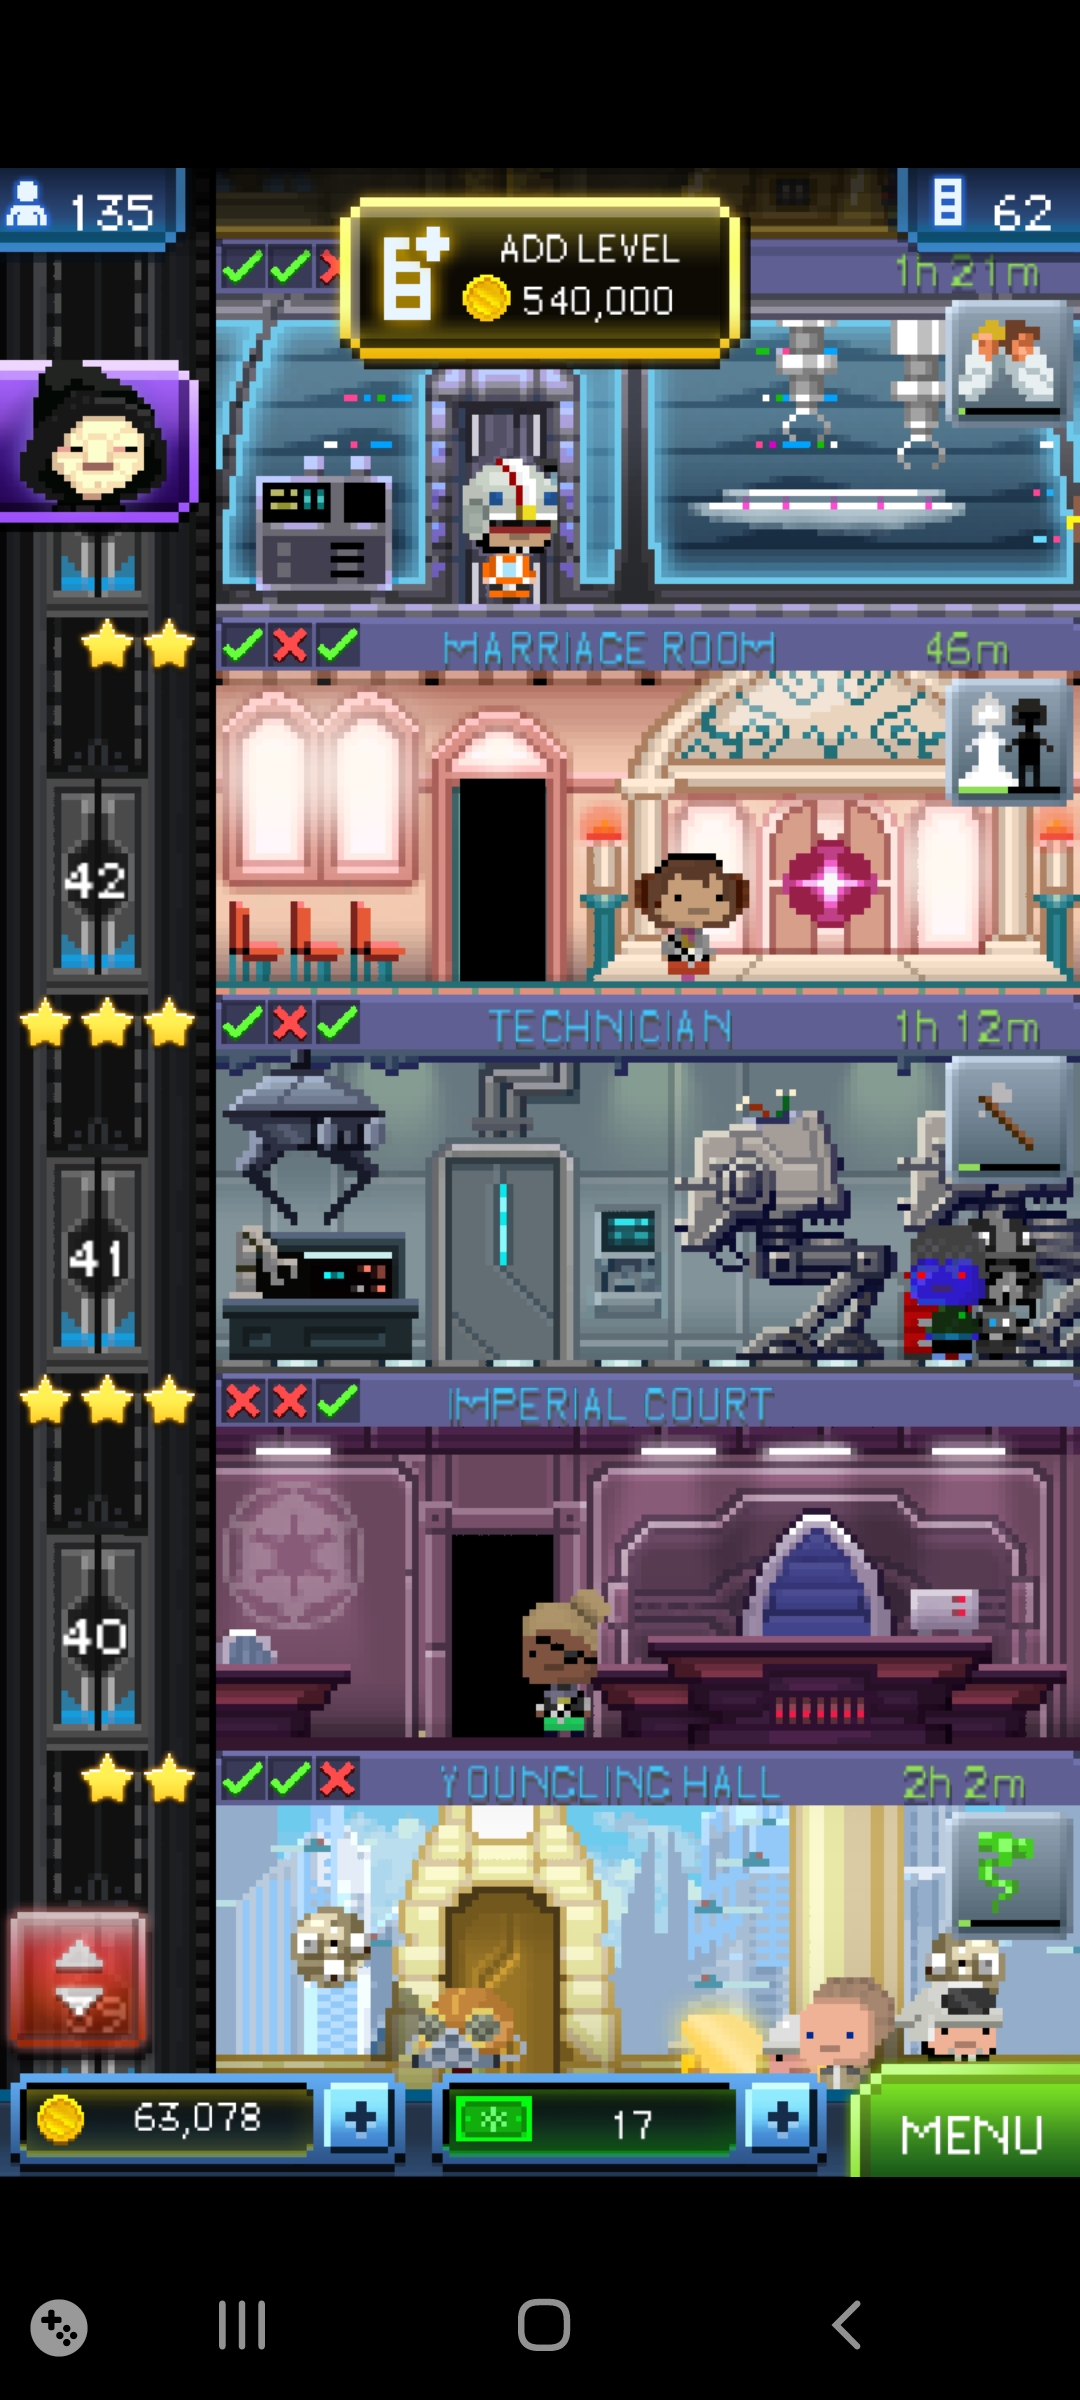 135
ADD LEVEL
540,000
62
1h 21m
MARRIAGE ROOM
46m
42
TECHNICIAN
1h 12m
41
IMPERIAL COURT
40
YOUNGLING HALL
2h 2m
39
63,078
+
17
+
MENU